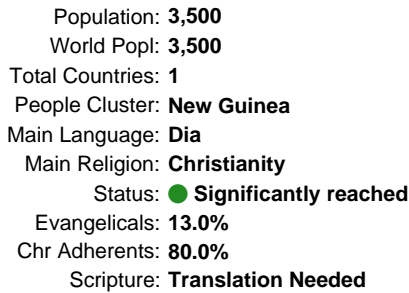 Population: 3,500
World Popl: 3,500
Total Countries: 1
People Cluster: New Guinea
Main Language: Dia
Main Religion: Christianity
Status: Significantly reached
Evangelicals: 13.0%
Chr Adherents: 80.0%
Scripture: Translation Needed